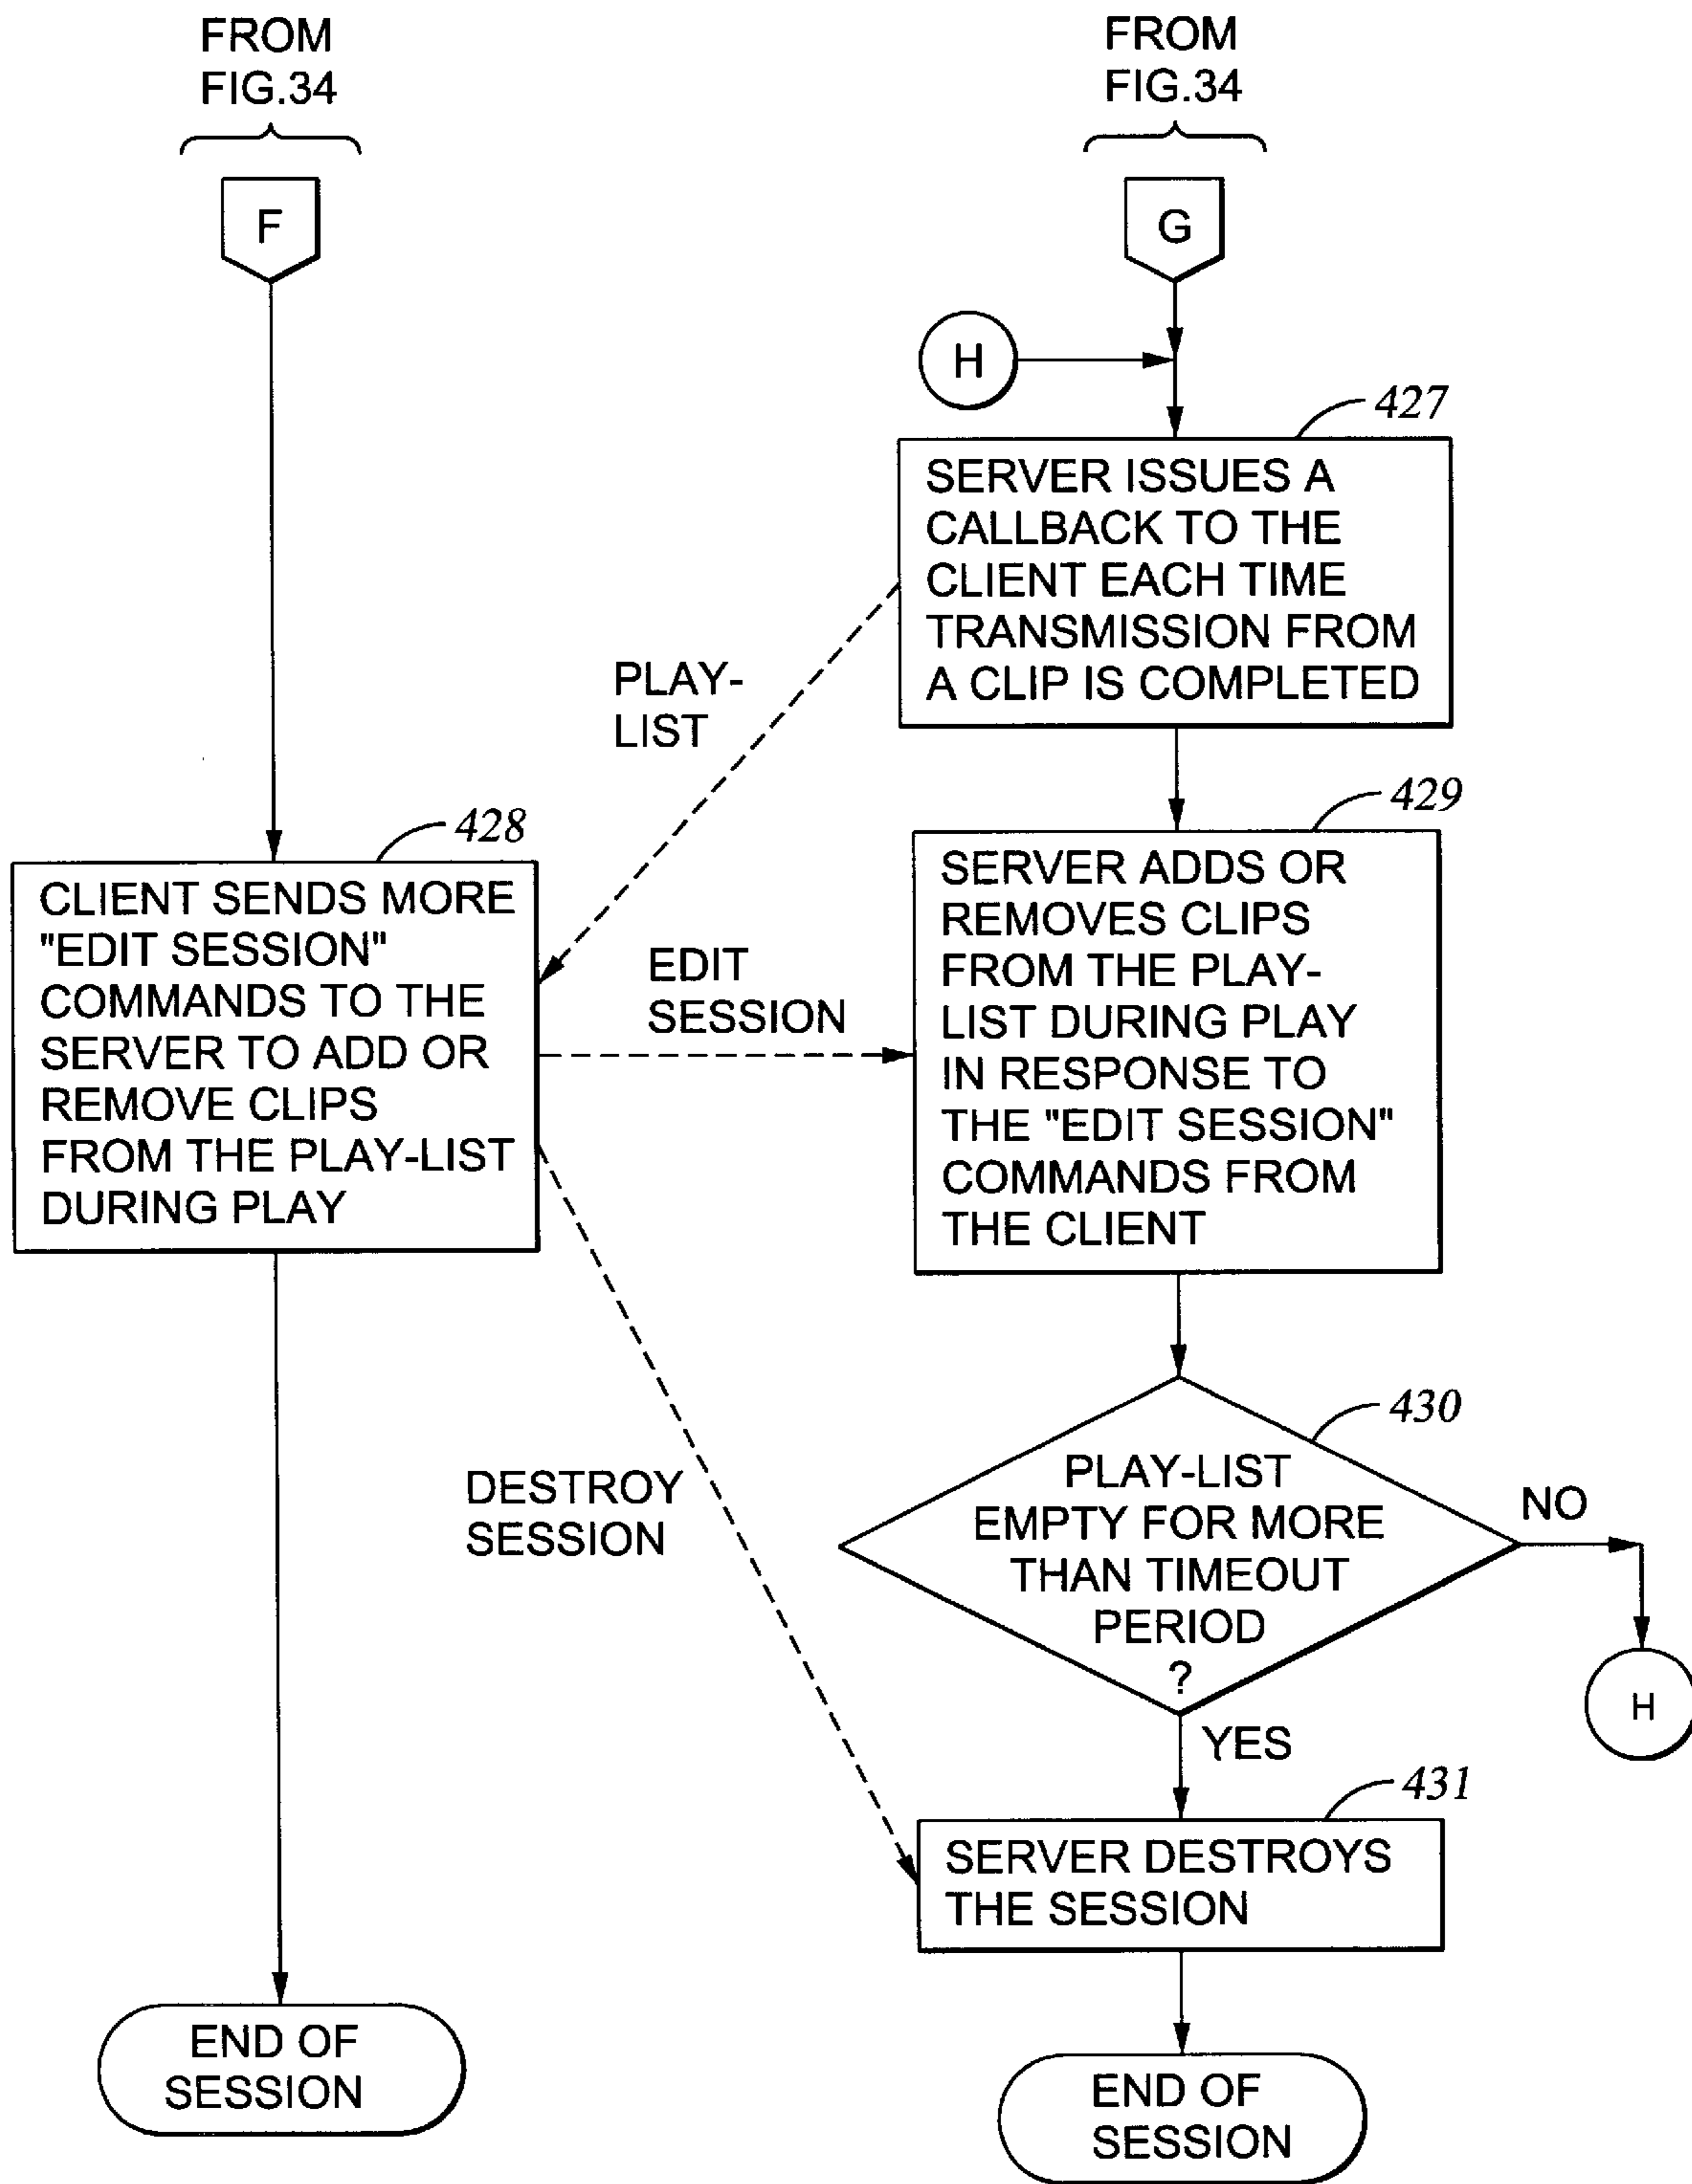 FROM
FIG.34
F
FROM
FIG.34
G
H
427
SERVER ISSUES A
CALLBACK TO THE
CLIENT EACH TIME
TRANSMISSION FROM
A CLIP IS COMPLETED
PLAY-
LIST
428
CLIENT SENDS MORE
"EDIT SESSION"
COMMANDS TO THE
SERVER TO ADD OR
REMOVE CLIPS
FROM THE PLAY-LIST
DURING PLAY
EDIT
SESSION
429
SERVER ADDS OR
REMOVES CLIPS
FROM THE PLAY-
LIST DURING PLAY
IN RESPONSE TO
THE "EDIT SESSION"
COMMANDS FROM
THE CLIENT
DESTROY
SESSION
430
PLAY-LIST
EMPTY FOR MORE
THAN TIMEOUT
PERIOD
?
NO
H
YES
431
SERVER DESTROYS
THE SESSION
END OF
SESSION
END OF
SESSION